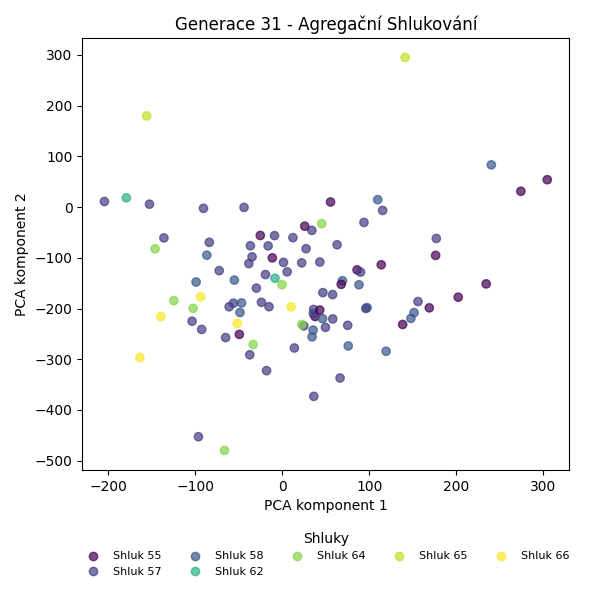 Generace 31 - Agregační Shlukování
300
200
100
0
−100
−200
−300
−400
−500
PCA komponent 2
−200 −100 0 100 200 300
PCA komponent 1
Shluky
Shluk 55 Shluk 58 Shluk 64 Shluk 65 Shluk 66
Shluk 57 Shluk 62